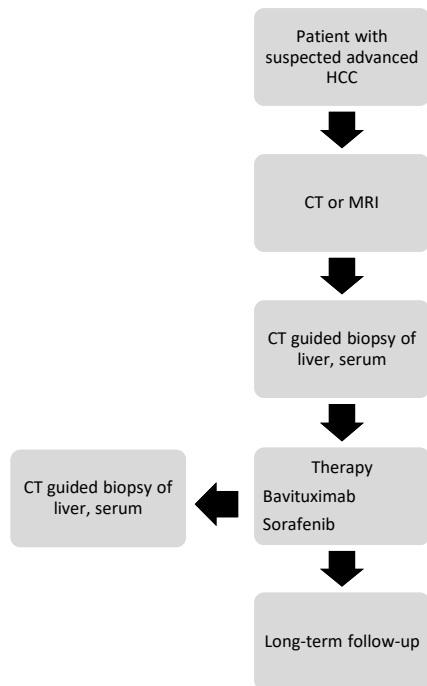 Patient with
suspected advanced
HCC
CT or MRI
CT guided biopsy of
liver, serum
Therapy
Bavituximab
Sorafenib
CT guided biopsy of
liver, serum
Long-term follow-up